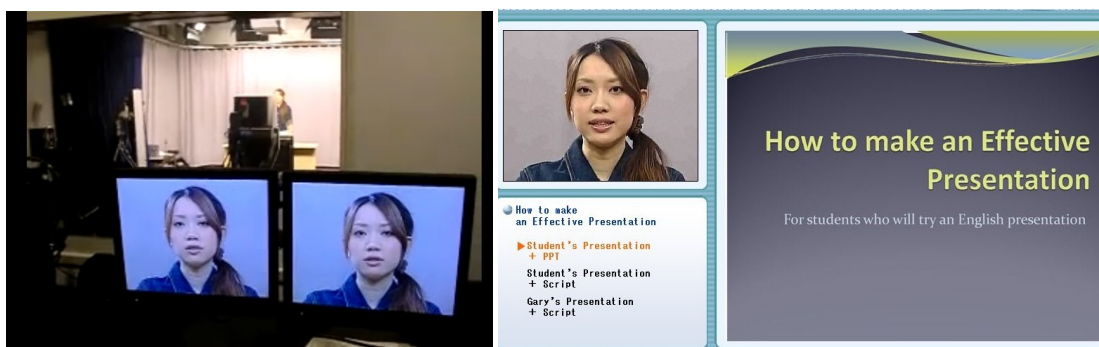 How to make
an Effective Presentation
▶Student's Presentation
+ PPT
Student's Presentation
+ Script
Gary's Presentation
+ Script
How to make an Effective
Presentation
For students who will try an English presentation